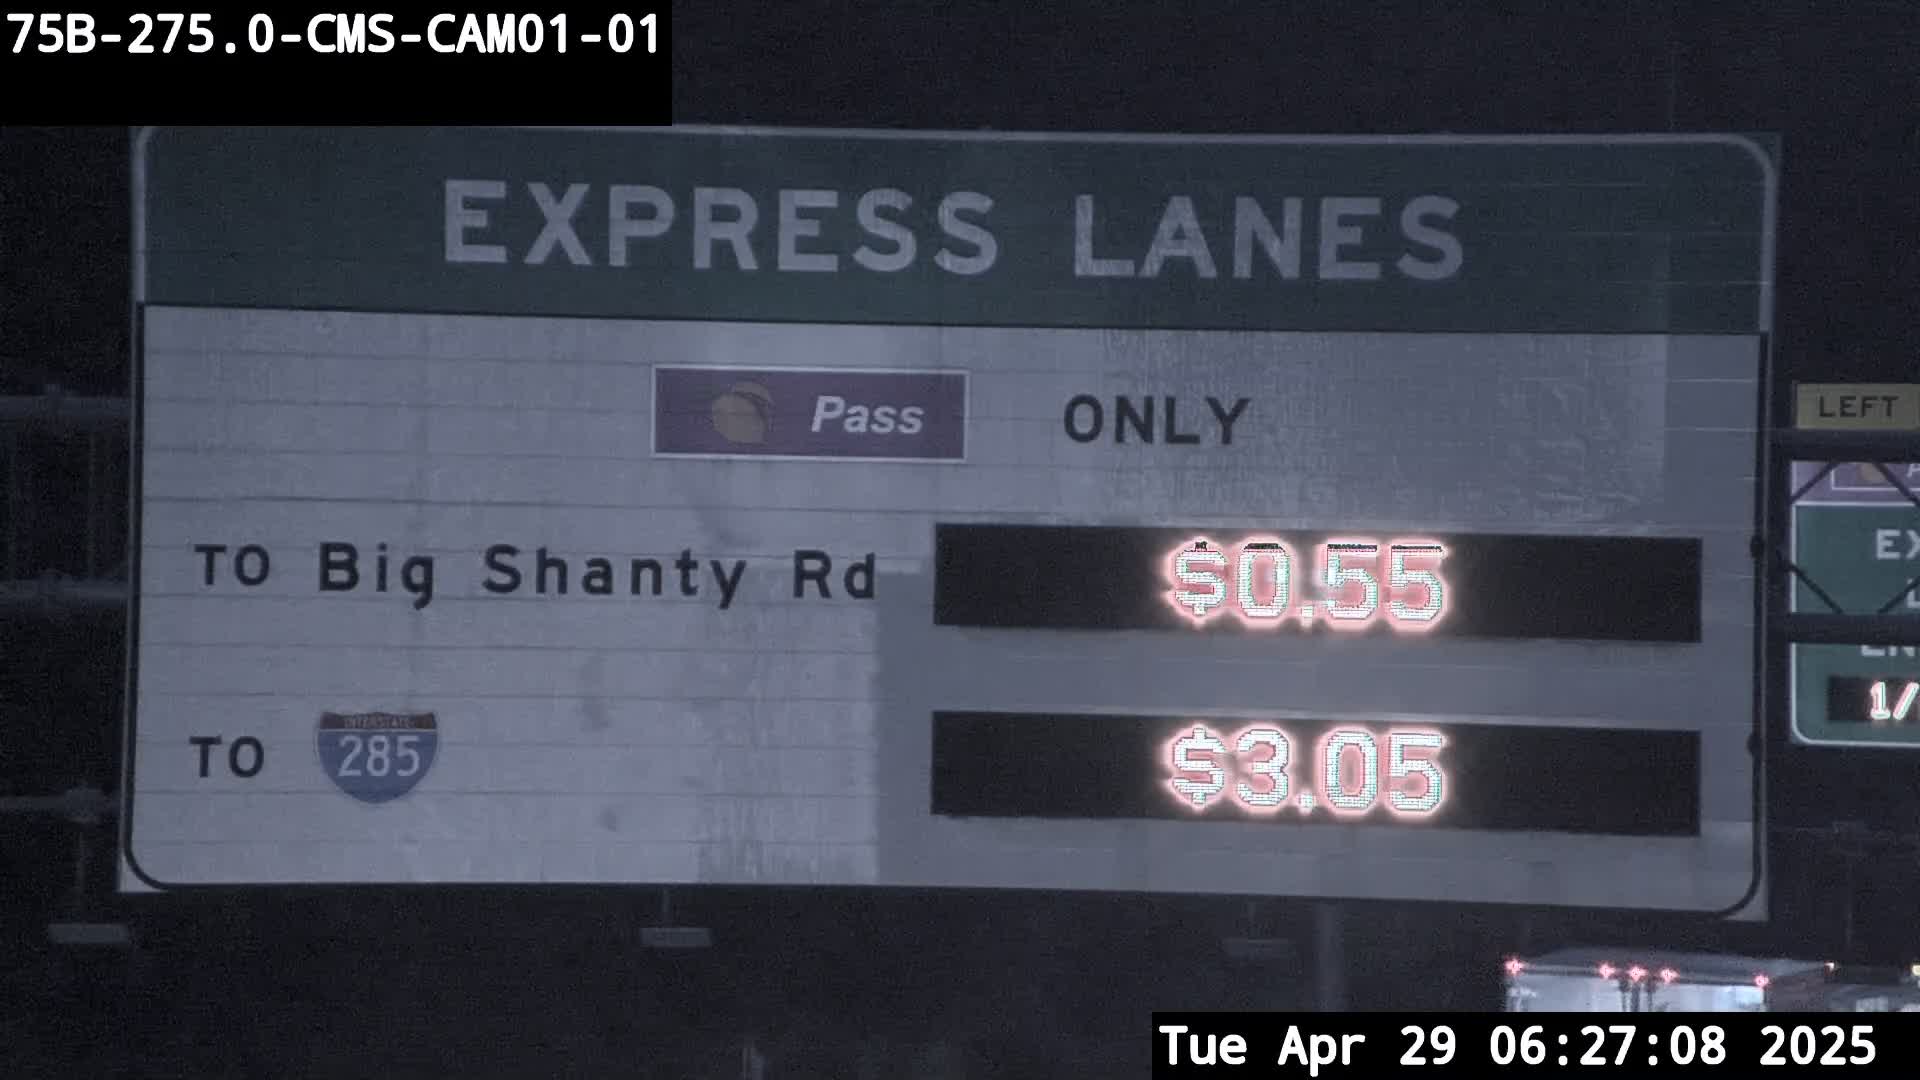 75B-275.0-CMS-CAM01-01
EXPRESS LANES
Pass ONLY
TO Big Shanty Rd $0.55
TO INTERSTATE 285 $3.05
LEFT
1/
Tue Apr 29 06:27:08 2025